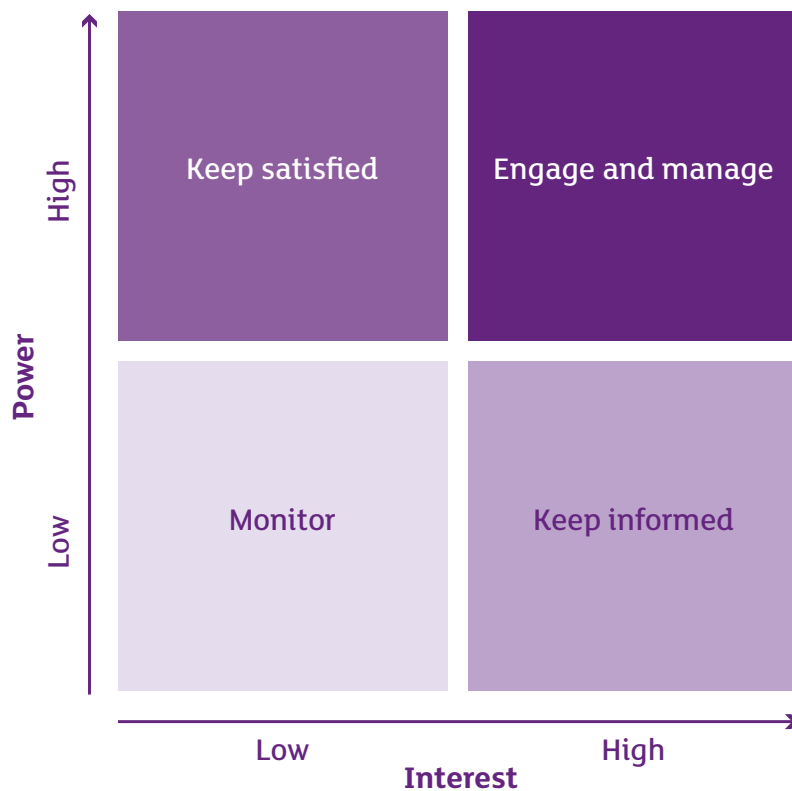 High
Keep satisfied
Engage and manage
Power
Low
Monitor
Keep informed
Low
High
Interest